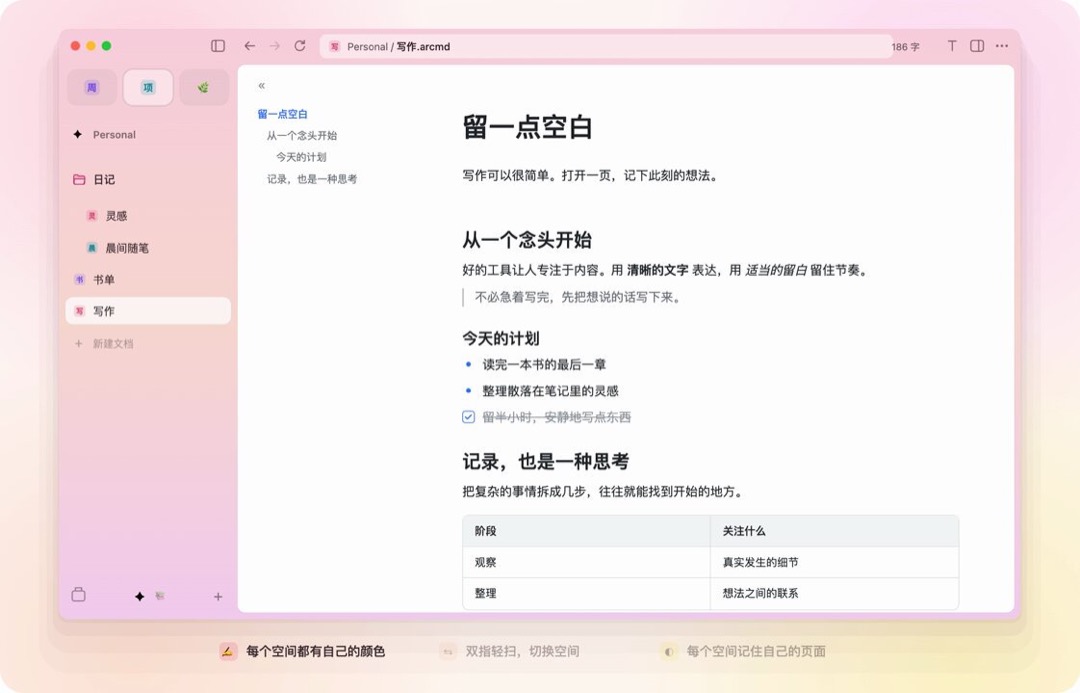 写 Personal / 写作.arcmd
186 字
周
项
Personal
日记
灵 灵感
晨 晨间随笔
书 书单
写 写作
+ 新建文档
«
留一点空白
从一个念头开始
今天的计划
记录，也是一种思考
留一点空白
写作可以很简单。打开一页，记下此刻的想法。
从一个念头开始
好的工具让人专注于内容。用 清晰的文字 表达，用 适当的留白 留住节奏。
不必急着写完，先把想说的话写下来。
今天的计划
• 读完一本书的最后一章
• 整理散落在笔记里的灵感
留半小时，安静地写点东西
记录，也是一种思考
把复杂的事情拆成几步，往往就能找到开始的地方。
阶段 关注什么
观察 真实发生的细节
整理 想法之间的联系
每个空间都有自己的颜色
双指轻扫，切换空间
每个空间记住自己的页面